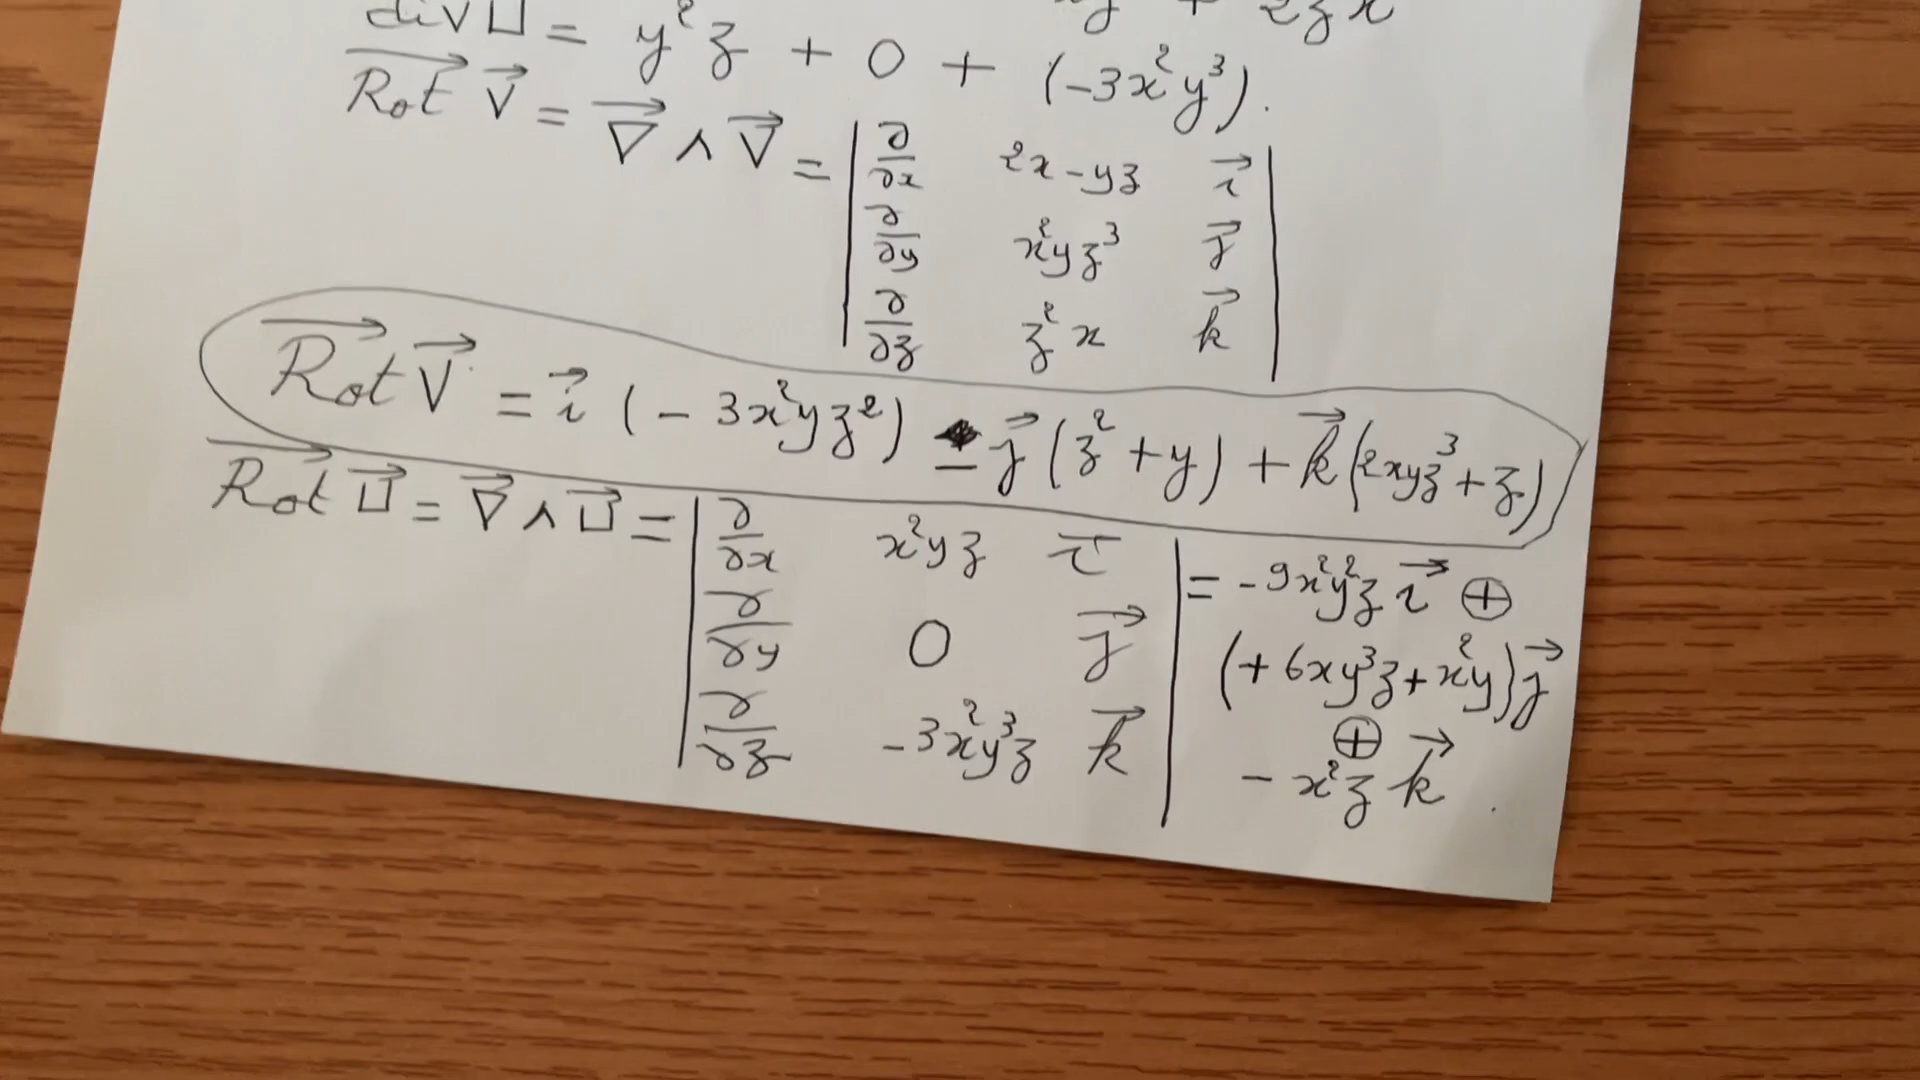 y + 2zx
div U⃗ = y²z + 0 + (-3x²y³).
Rot V⃗ = ∇⃗ ∧ V⃗ = | ∂/∂x 2x-yz i⃗ |
| ∂/∂y x²yz³ j⃗ |
| ∂/∂z z²x k⃗ |
Rot V⃗ = i⃗ (- 3x²yz²) - j⃗ (z² + y) + k⃗ (2xyz³ + z)
Rot U⃗ = ∇⃗ ∧ U⃗ = | ∂/∂x x²yz i⃗ | = - 9x²y²z i⃗ ⊕
| ∂/∂y 0 j⃗ | (+ 6xy³z + x²y) j⃗
| ∂/∂z -3x²y³z k⃗ | ⊕
- x²z k⃗ .